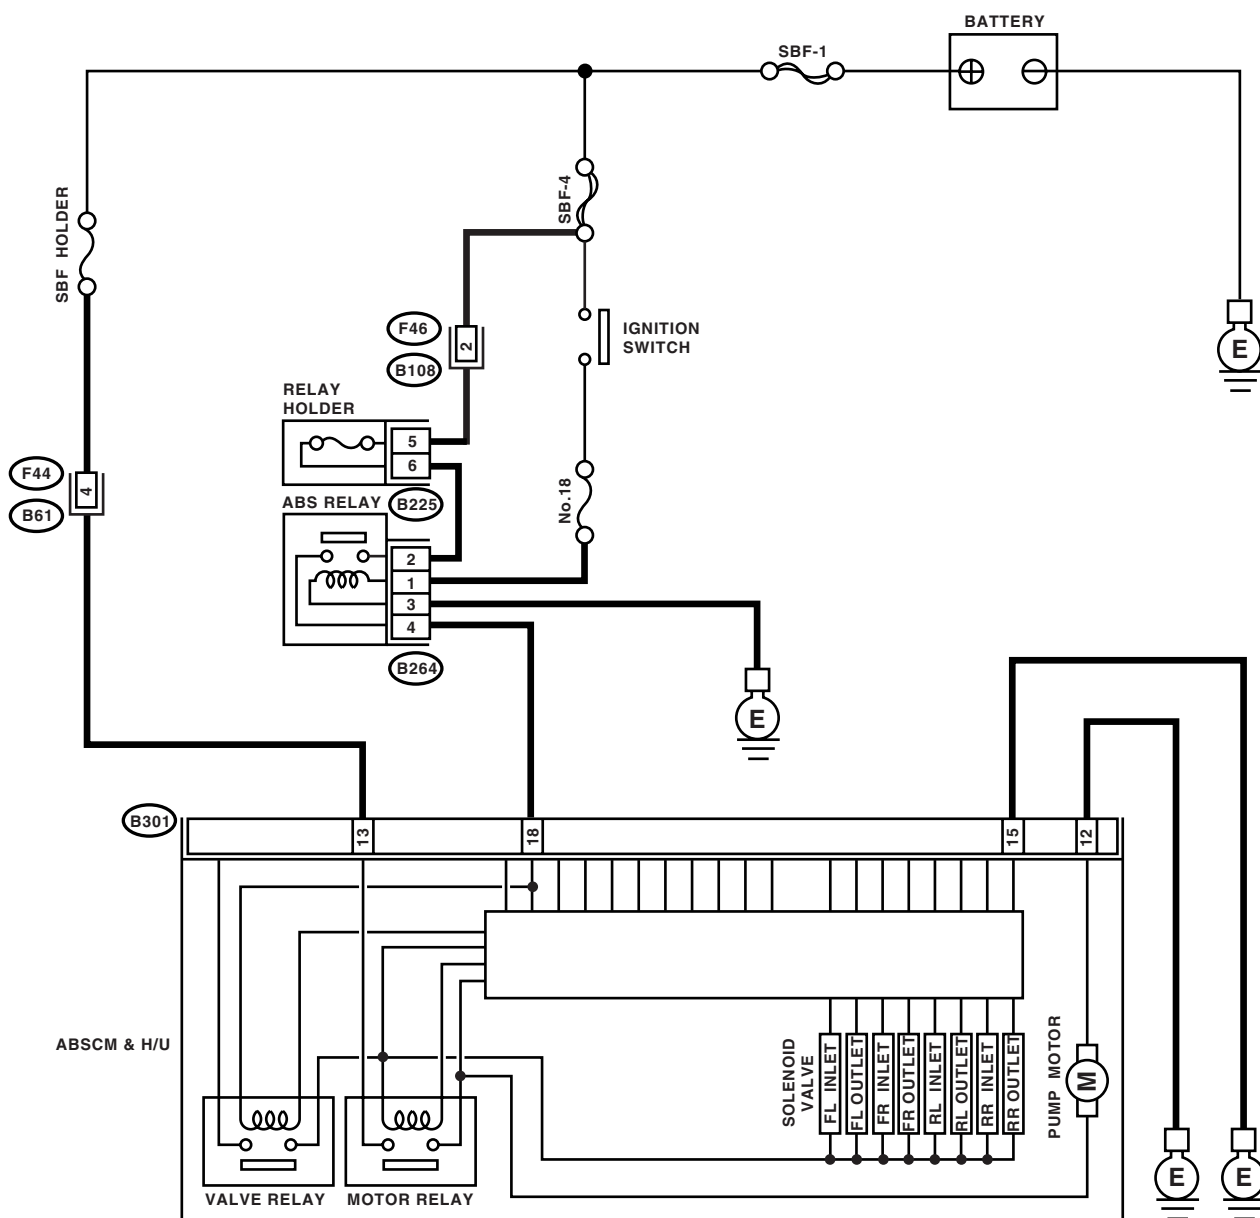 BATTERY
SBF-1
SBF HOLDER
SBF-4
IGNITION
SWITCH
E
F46
2
B108
RELAY
HOLDER
5
6
B225
F44
4
B61
No.18
ABS RELAY
2
1
3
4
B264
E
B301
13
18
15
12
ABSCM & H/U
SOLENOID
VALVE
FL INLET
FL OUTLET
FR INLET
FR OUTLET
RL INLET
RL OUTLET
RR INLET
RR OUTLET
PUMP MOTOR
M
E
E
VALVE RELAY
MOTOR RELAY